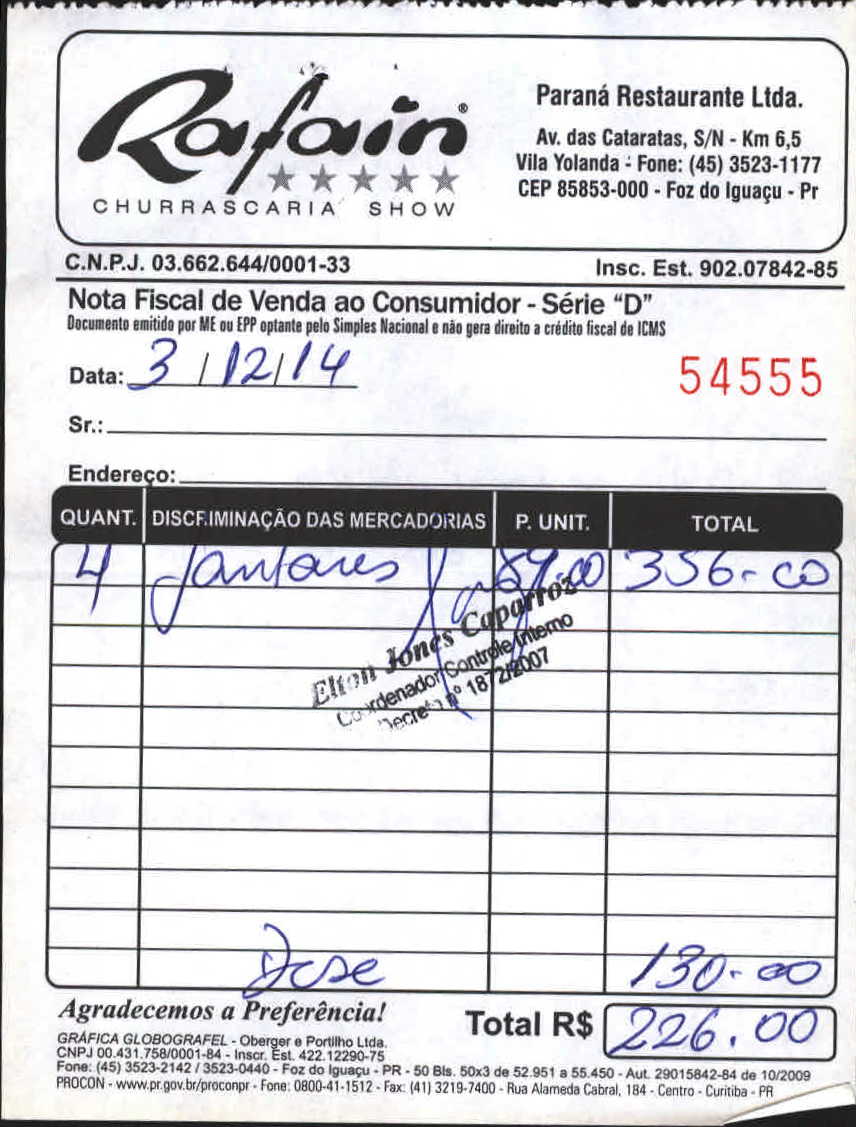 Rafain®
CHURRASCARIA SHOW
Paraná Restaurante Ltda.
Av. das Cataratas, S/N - Km 6,5
Vila Yolanda - Fone: (45) 3523-1177
CEP 85853-000 - Foz do Iguaçu - Pr
C.N.P.J. 03.662.644/0001-33
Insc. Est. 902.07842-85
Nota Fiscal de Venda ao Consumidor - Série “D”
Documento emitido por ME ou EPP optante pelo Simples Nacional e não gera direito a crédito fiscal de ICMS
Data: 3/12/14
54555
Sr.:
Endereço:
QUANT. DISCRIMINAÇÃO DAS MERCADORIAS P. UNIT. TOTAL
4 Jantares 89.00 356-00
Elton Jones Caparroz
Coordenador Controle Interno
Decreto nº 1872/2007
130-00
Agradecemos a Preferência!
Total R$ 226.00
GRÁFICA GLOBOGRAFEL - Oberger e Portilho Ltda.
CNPJ 00.431.758/0001-84 - Inscr. Est. 422.12290-75
Fone: (45) 3523-2142 / 3523-0440 - Foz do Iguaçu - PR - 50 Bls. 50x3 de 52.951 a 55.450 - Aut. 29015842-84 de 10/2009
PROCON - www.pr.gov.br/proconpr - Fone: 0800-41-1512 - Fax: (41) 3219-7400 - Rua Alameda Cabral, 184 - Centro - Curitiba - PR